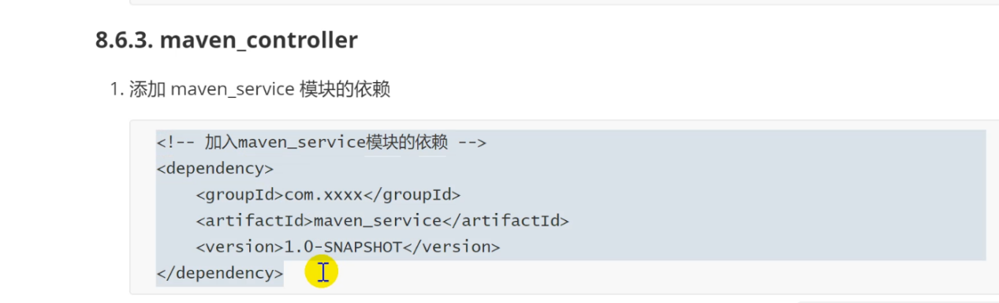 8.6.3. maven_controller
1. 添加 maven_service 模块的依赖
<!-- 加入maven_service模块的依赖 -->
<dependency>
    <groupId>com.xxxx</groupId>
    <artifactId>maven_service</artifactId>
    <version>1.0-SNAPSHOT</version>
</dependency>